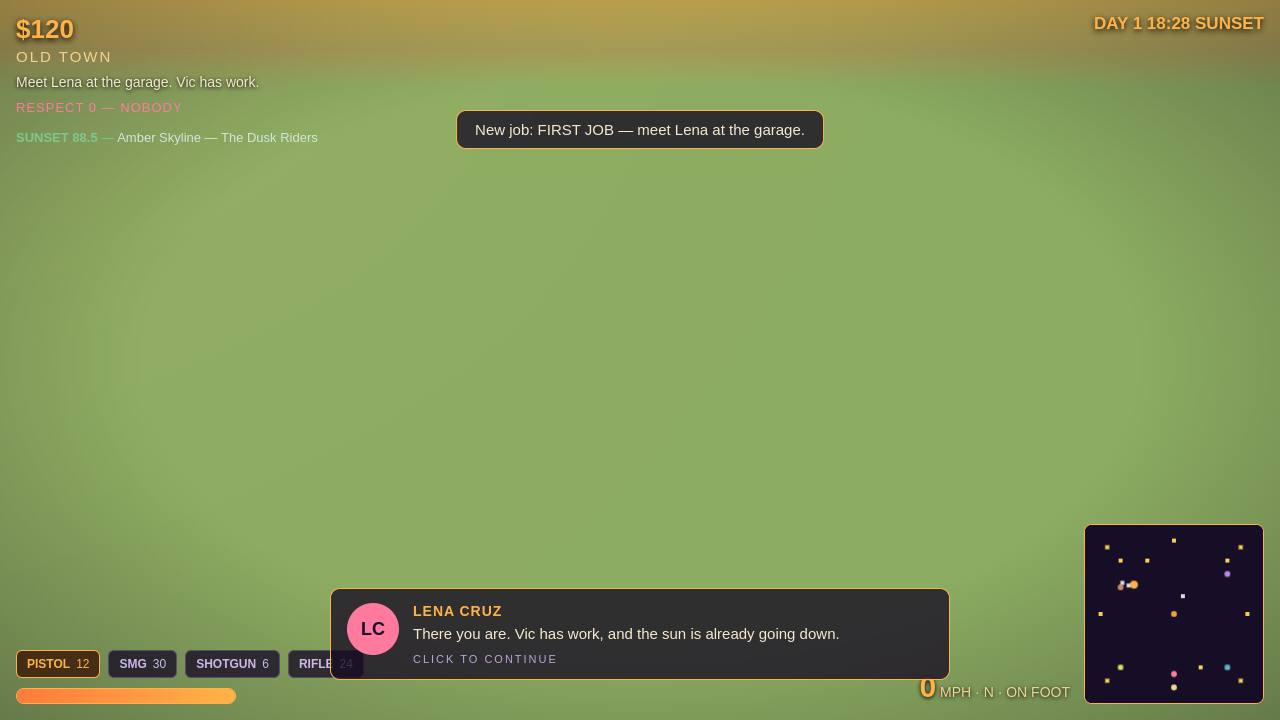 $120
OLD TOWN
Meet Lena at the garage. Vic has work.
RESPECT 0 — NOBODY
SUNSET 88.5 — Amber Skyline — The Dusk Riders
DAY 1 18:28 SUNSET
New job: FIRST JOB — meet Lena at the garage.
LC
LENA CRUZ
There you are. Vic has work, and the sun is already going down.
CLICK TO CONTINUE
PISTOL 12
SMG 30
SHOTGUN 6
RIFLE 24
0 MPH · N · ON FOOT